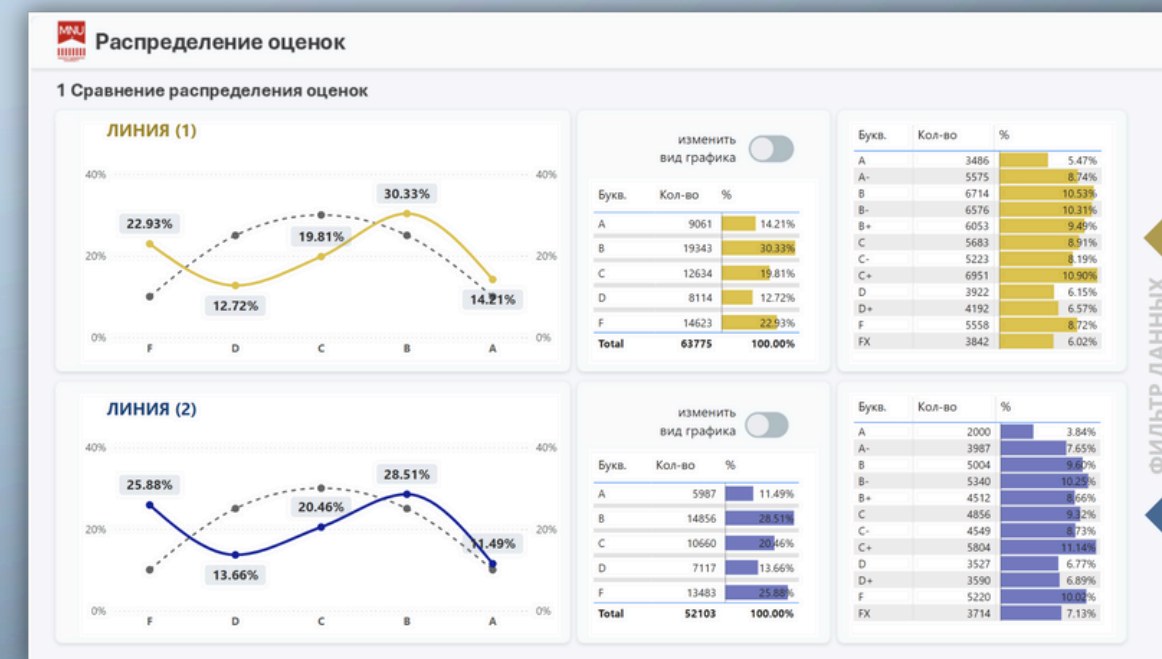 MNU
Распределение оценок
1 Сравнение распределения оценок
ЛИНИЯ (1)
40% 40%
20% 20%
0% 0%
22.93%
12.72%
19.81%
30.33%
14.21%
F D C B A
изменить
вид графика
Букв. Кол-во %
A 9061 14.21%
B 19343 30.33%
C 12634 19.81%
D 8114 12.72%
F 14623 22.93%
Total 63775 100.00%
Букв. Кол-во %
A 3486 5.47%
A- 5575 8.74%
B 6714 10.53%
B- 6576 10.31%
B+ 6053 9.49%
C 5683 8.91%
C- 5223 8.19%
C+ 6951 10.90%
D 3922 6.15%
D+ 4192 6.57%
F 5558 8.72%
FX 3842 6.02%
ЛИНИЯ (2)
40% 40%
20% 20%
0% 0%
25.88%
13.66%
20.46%
28.51%
11.49%
F D C B A
изменить
вид графика
Букв. Кол-во %
A 5987 11.49%
B 14856 28.51%
C 10660 20.46%
D 7117 13.66%
F 13483 25.88%
Total 52103 100.00%
Букв. Кол-во %
A 2000 3.84%
A- 3987 7.65%
B 5004 9.60%
B- 5340 10.25%
B+ 4512 8.66%
C 4856 9.32%
C- 4549 8.73%
C+ 5804 11.14%
D 3527 6.77%
D+ 3590 6.89%
F 5220 10.02%
FX 3714 7.13%
ФИЛЬТР ДАННЫХ